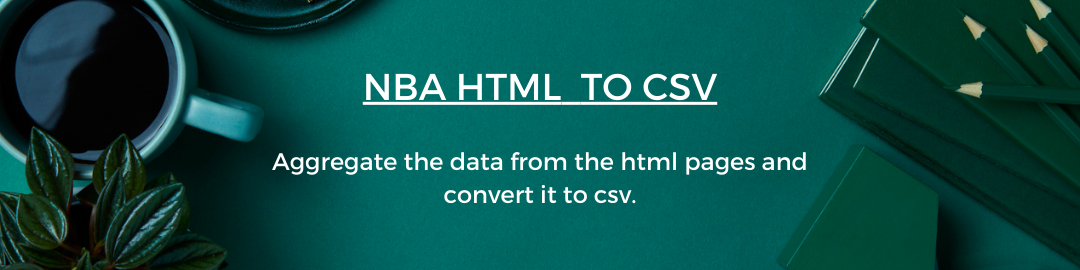 NBA HTML TO CSV
Aggregate the data from the html pages and
convert it to csv.